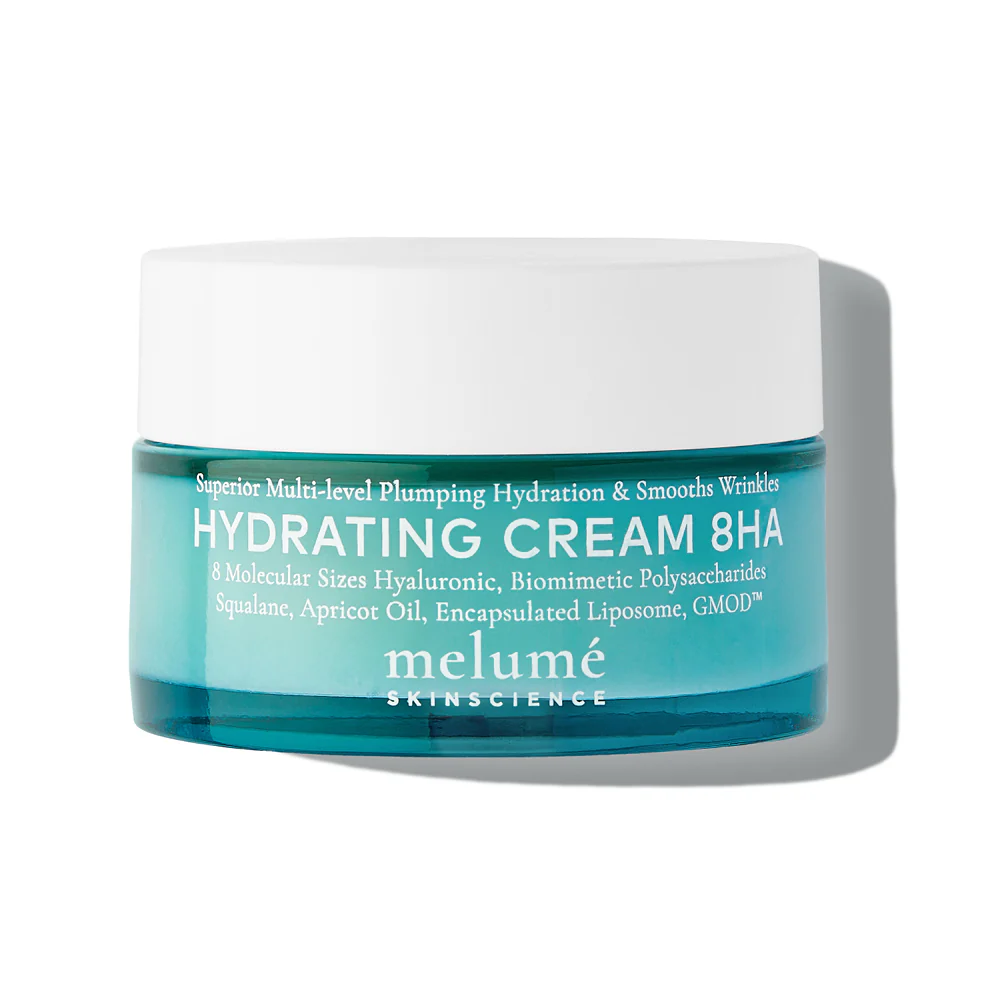 Superior Multi-level Plumping Hydration & Smooths Wrinkles
HYDRATING CREAM 8HA
8 Molecular Sizes Hyaluronic, Biomimetic Polysaccharides
Squalane, Apricot Oil, Encapsulated Liposome, GMOD™
melumé
SKINSCIENCE